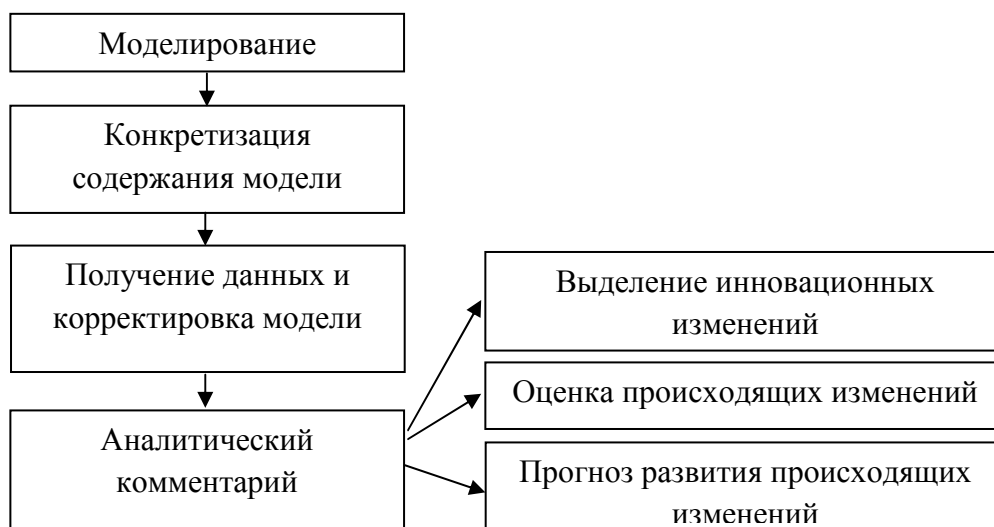 Моделирование
Конкретизация
содержания модели
Получение данных и
корректировка модели
Аналитический
комментарий
Выделение инновационных
изменений
Оценка происходящих изменений
Прогноз развития происходящих
изменений